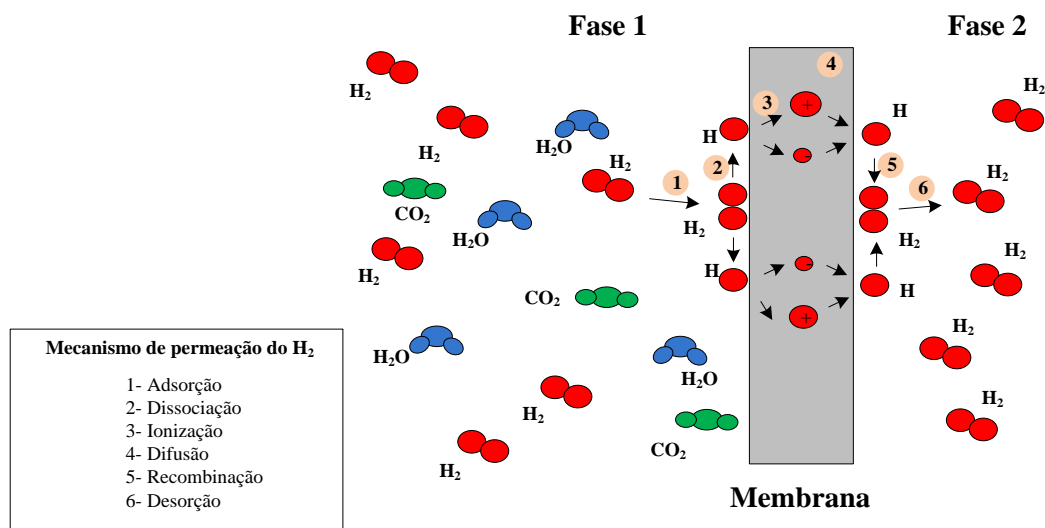 Fase 1
Fase 2
4
H₂
3
H₂
H
+
H
H₂O
H₂
H₂
-
5
1
2
6
H₂
CO₂
H₂O
H₂
H₂
H₂
H₂
H
-
H
CO₂
+
H₂
H₂O
H₂O
H₂
H₂
CO₂
H₂
Membrana
Mecanismo de permeação do H₂
1- Adsorção
2- Dissociação
3- Ionização
4- Difusão
5- Recombinação
6- Desorção